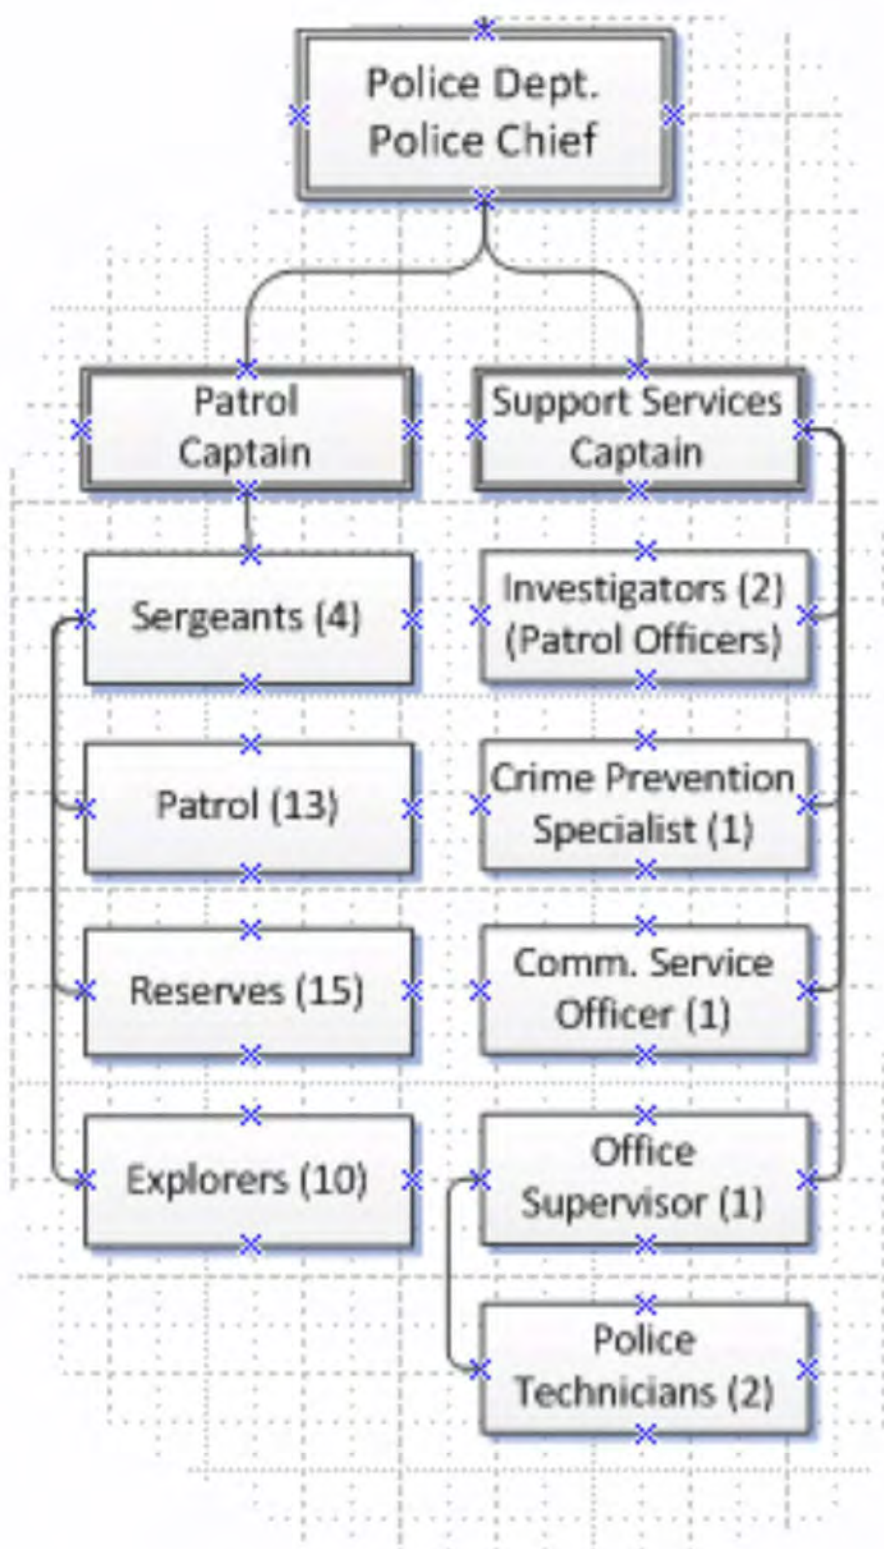 Police Dept.
Police Chief
Patrol
Captain
Support Services
Captain
Sergeants (4)
Patrol (13)
Reserves (15)
Explorers (10)
Investigators (2)
(Patrol Officers)
Crime Prevention
Specialist (1)
Comm. Service
Officer (1)
Office
Supervisor (1)
Police
Technicians (2)